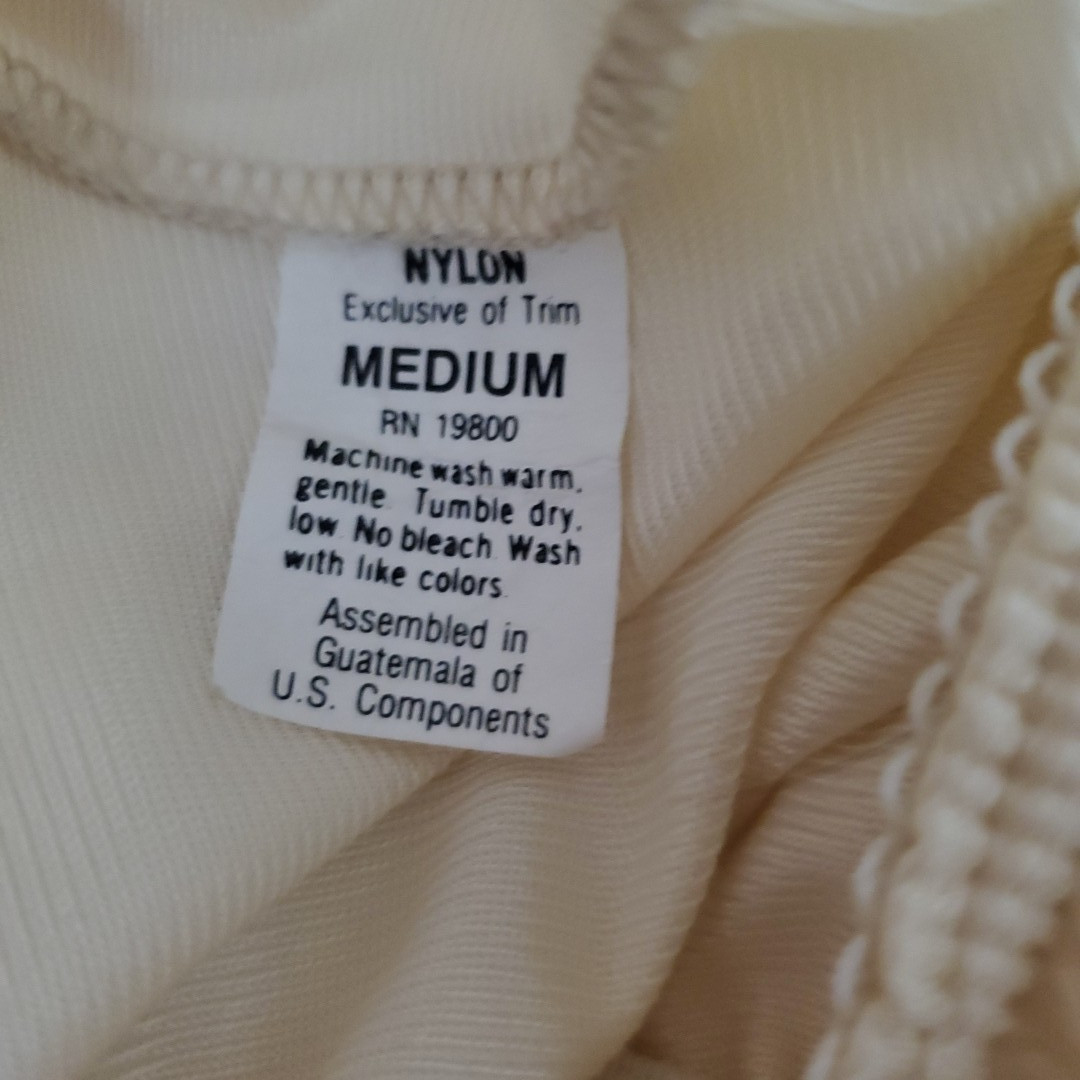 NYLON
Exclusive of Trim
MEDIUM
RN 19800
Machine wash warm,
gentle. Tumble dry,
low. No bleach. Wash
with like colors.
Assembled in
Guatemala of
U.S. Components